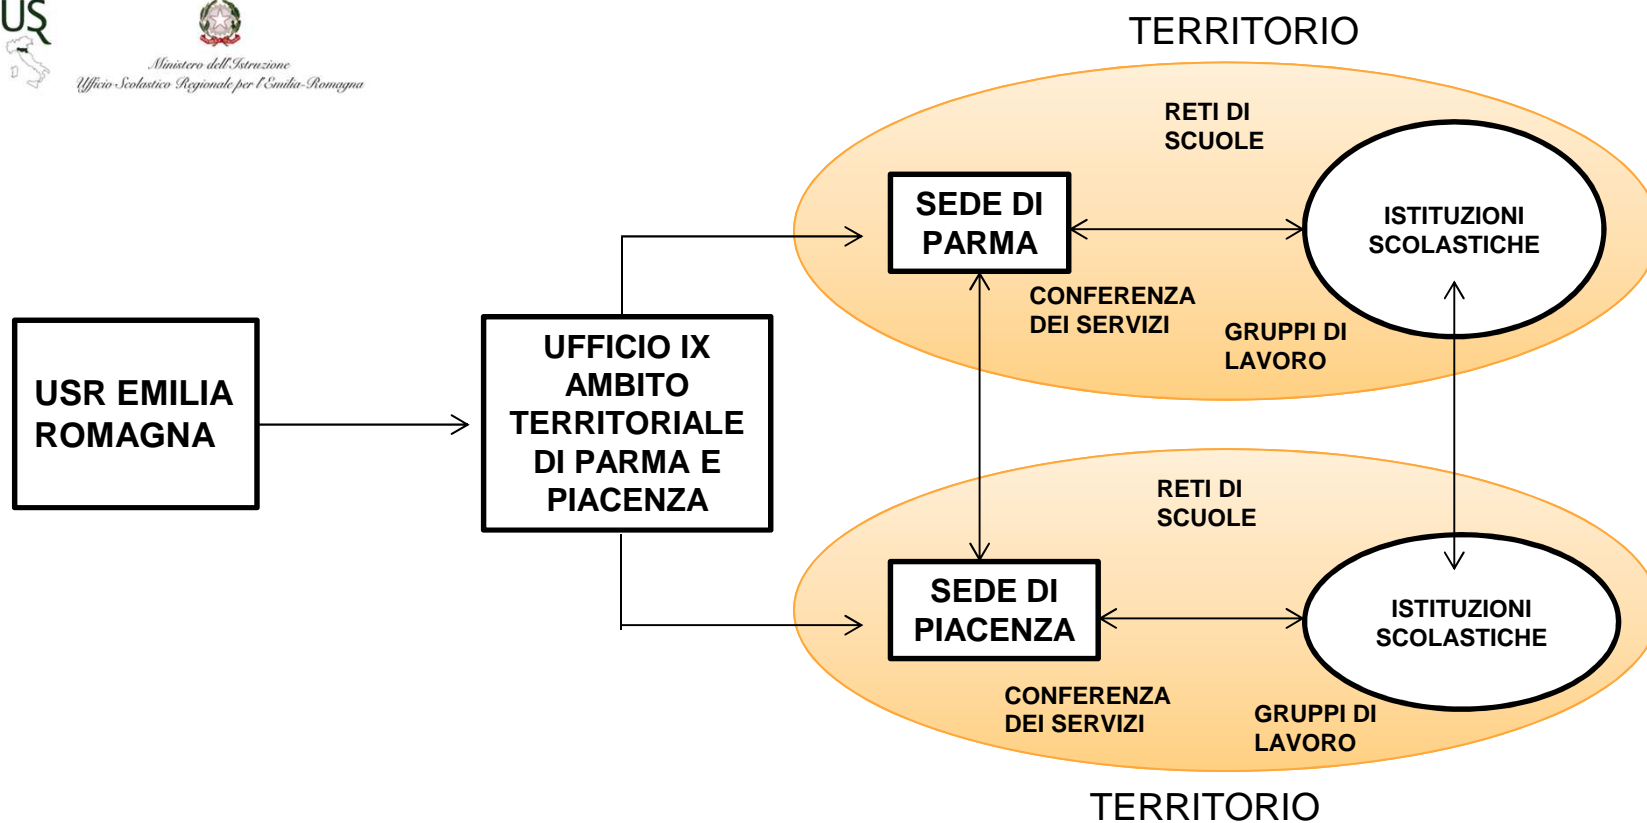 US
R
Ministero dell'Istruzione
Ufficio Scolastico Regionale per l'Emilia-Romagna
TERRITORIO
RETI DI
SCUOLE
SEDE DI
PARMA
ISTITUZIONI
SCOLASTICHE
CONFERENZA
DEI SERVIZI
GRUPPI DI
LAVORO
USR EMILIA
ROMAGNA
UFFICIO IX
AMBITO
TERRITORIALE
DI PARMA E
PIACENZA
RETI DI
SCUOLE
SEDE DI
PIACENZA
ISTITUZIONI
SCOLASTICHE
CONFERENZA
DEI SERVIZI
GRUPPI DI
LAVORO
TERRITORIO